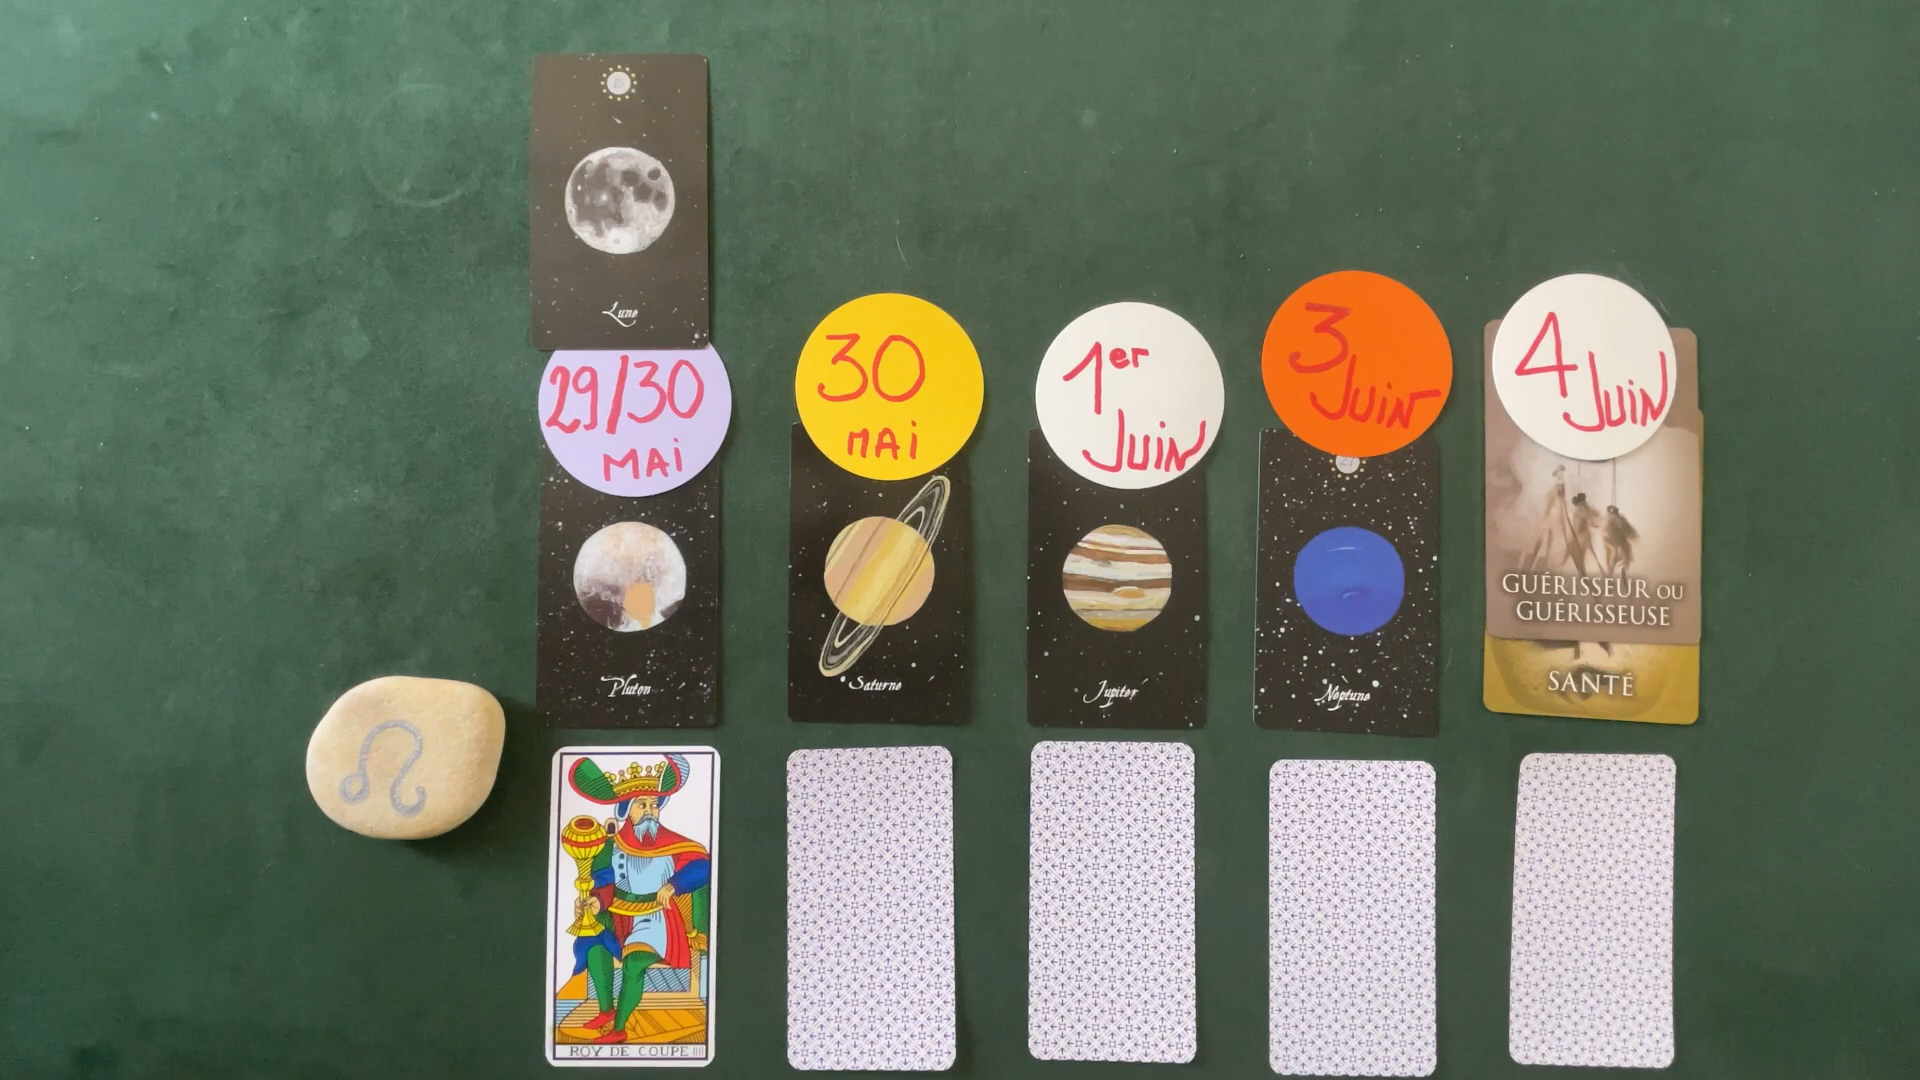 Lune
29/30
MAI
Pluton
30
MAI
Saturne
1er
JUIN
Jupiter
3
JUIN
21
Neptune
4
JUIN
GUÉRISSEUR OU
GUÉRISSEUSE
SANTÉ
ROY DE COUPE